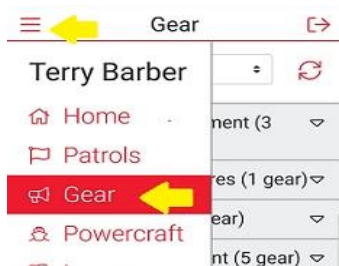 Gear
Terry Barber
Home
nent (3
Patrols
Gear
res (1 gear)
ear)
Powercraft
nt (5 gear)